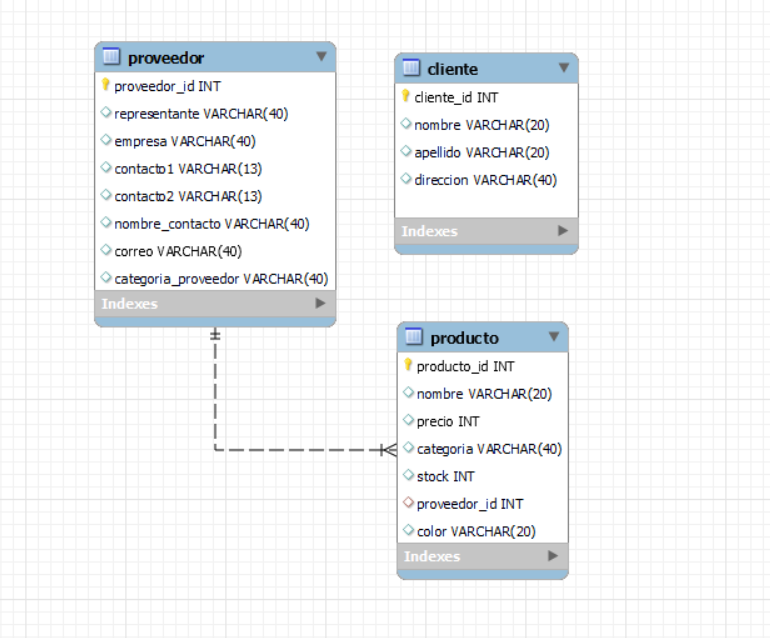 proveedor
proveedor_id INT
representante VARCHAR(40)
empresa VARCHAR(40)
contacto1 VARCHAR(13)
contacto2 VARCHAR(13)
nombre_contacto VARCHAR(40)
correo VARCHAR(40)
categoria_proveedor VARCHAR(40)
Indexes
cliente
cliente_id INT
nombre VARCHAR(20)
apellido VARCHAR(20)
direccion VARCHAR(40)
Indexes
producto
producto_id INT
nombre VARCHAR(20)
precio INT
categoria VARCHAR(40)
stock INT
proveedor_id INT
color VARCHAR(20)
Indexes